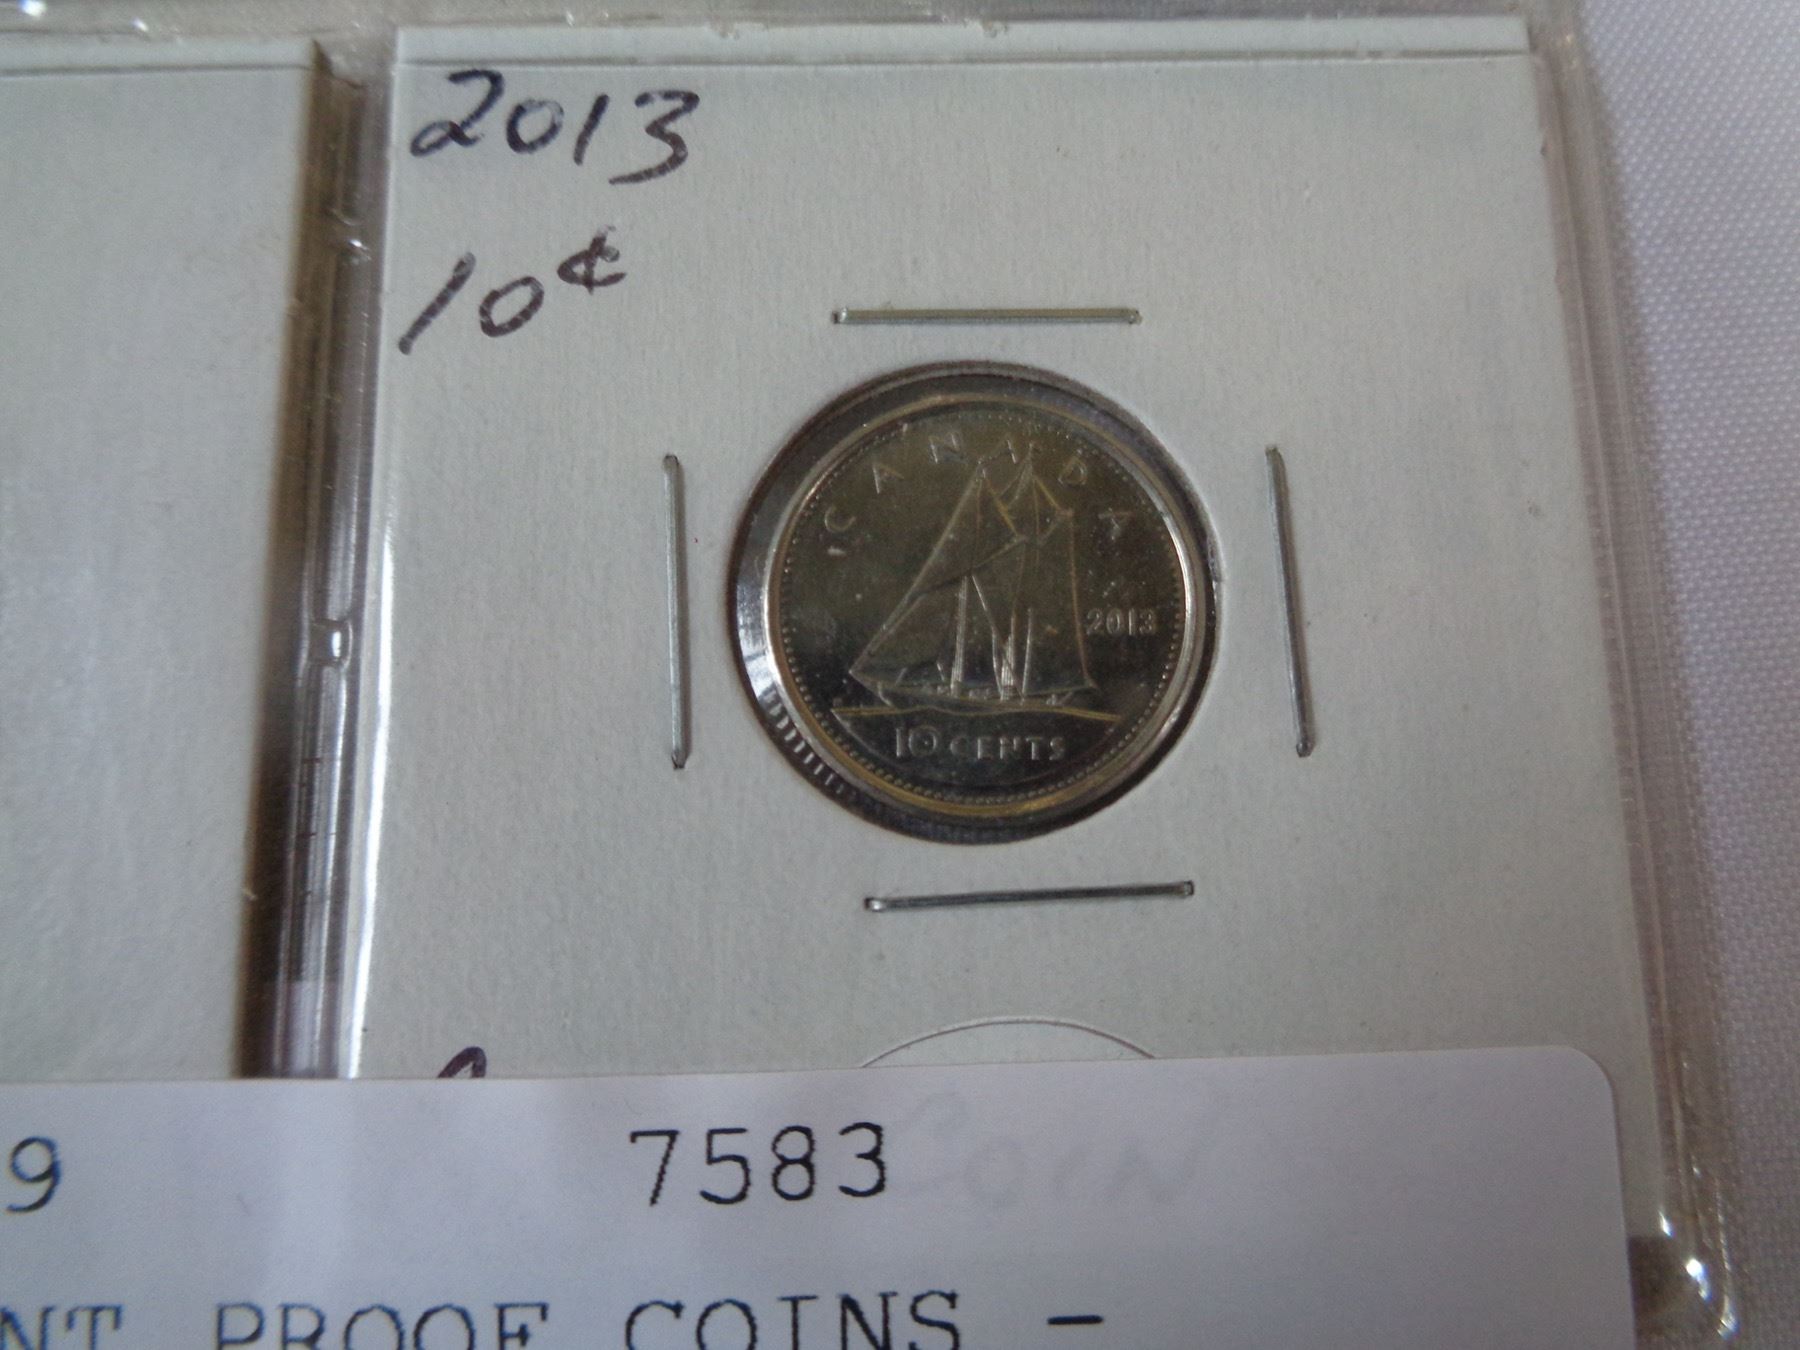 2013
10¢
CANADA
2013
10 CENTS
9 7583
NT PROOF COINS -